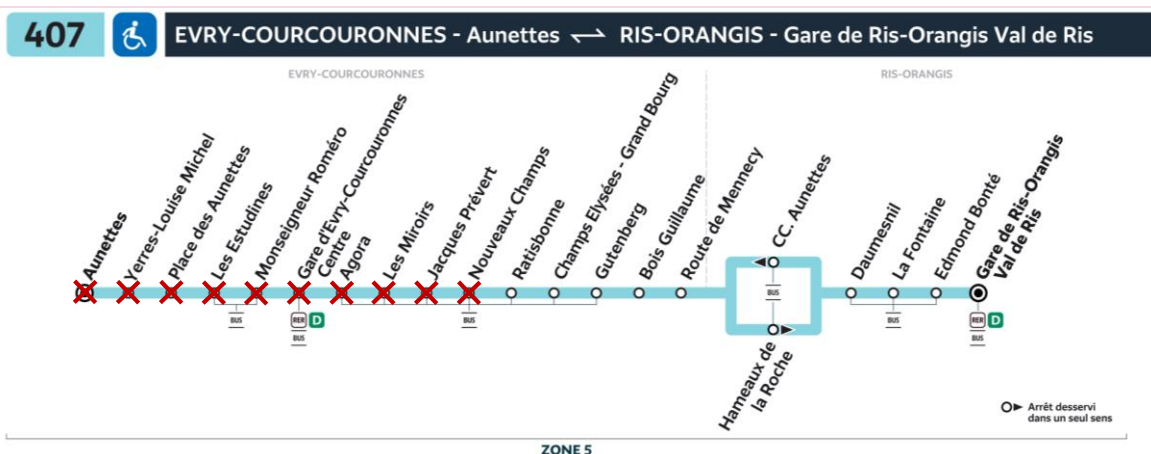 407
EVRY-COURCOURONNES - Aunettes ⇌ RIS-ORANGIS - Gare de Ris-Orangis Val de Ris
EVRY-COURCOURONNES
RIS-ORANGIS
Aunettes
Yerres-Louise Michel
Place des Aunettes
Les Estudines
Monseigneur Roméro
Gare d'Evry-Courcouronnes
Centre
Agora
Les Miroirs
Jacques Prévert
Nouveaux Champs
Ratisbonne
Champs Elysées - Grand Bourg
Gutenberg
Bois Guillaume
Route de Mennecy
CC. Aunettes
Hameaux de
la Roche
Daumesnil
La Fontaine
Edmond Bonté
Gare de Ris-Orangis
Val de Ris
BUS
RER D
BUS
BUS
BUS
BUS
RER D
BUS
Arrêt desservi
dans un seul sens
ZONE 5